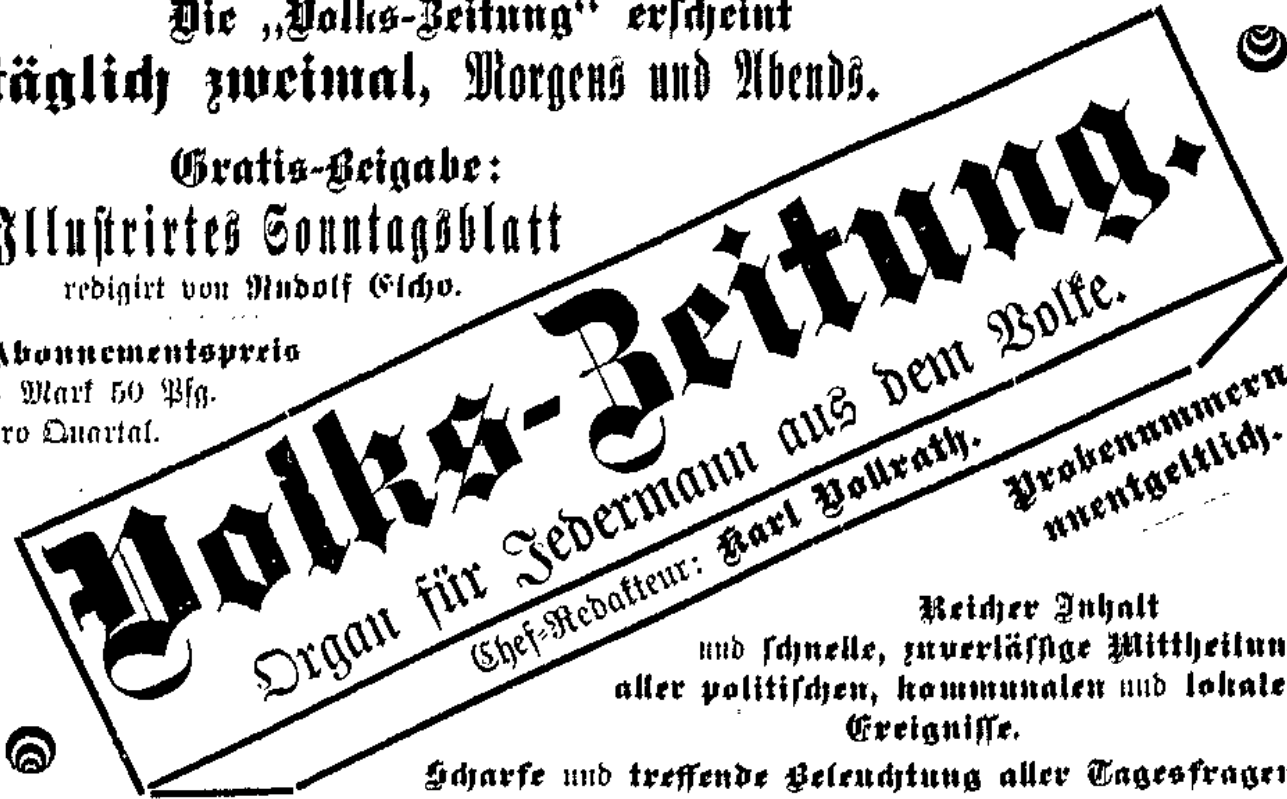 Die „Volks-Zeitung“ erscheint
täglich zweimal, Morgens und Abends.
Gratis-Beigabe:
Illustrirtes Sonntagsblatt
redigirt von Rudolf Elcho.
Abonnementspreis
Mark 50 Pfg.
pro Quartal.
Volks-Zeitung.
Organ für Jedermann aus dem Volke.
Chef-Redakteur: Karl Vollrath.
Probenummern
unentgeltlich.
Reicher Inhalt
und schnelle, zuverlässige Mittheilun
aller politischen, kommunalen und lokale
Ereignisse.
Scharfe und treffende Beleuchtung aller Tagesfragen